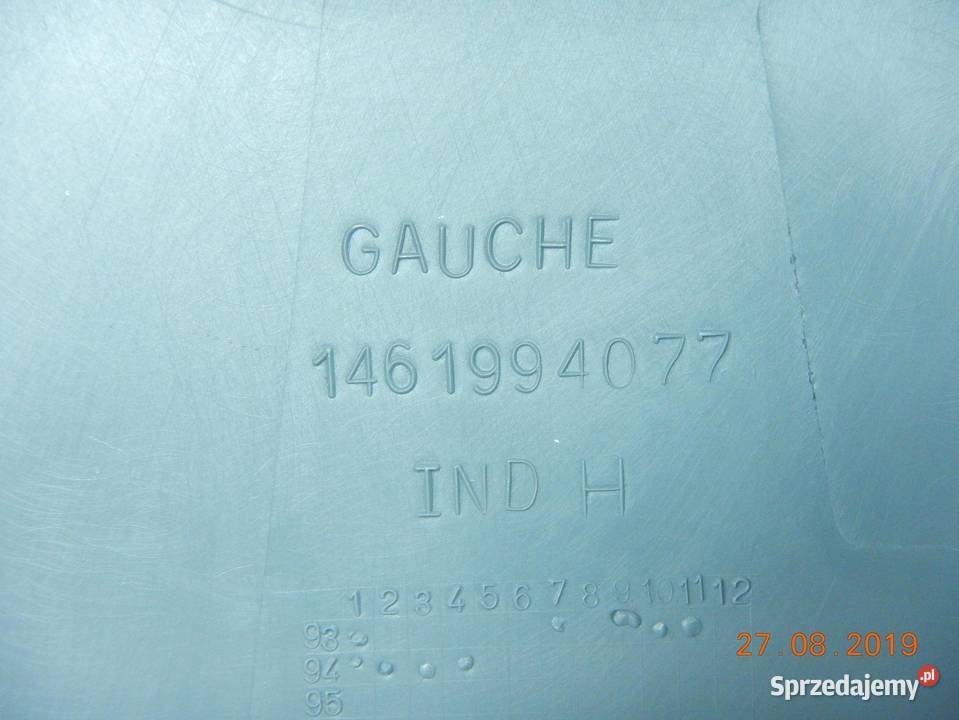 GAUCHE
1461994077
IND H
1 2 3 4 5 6 7 8 9 10 11 12
93
94
95
27.08.2019
Sprzedajemy.pl